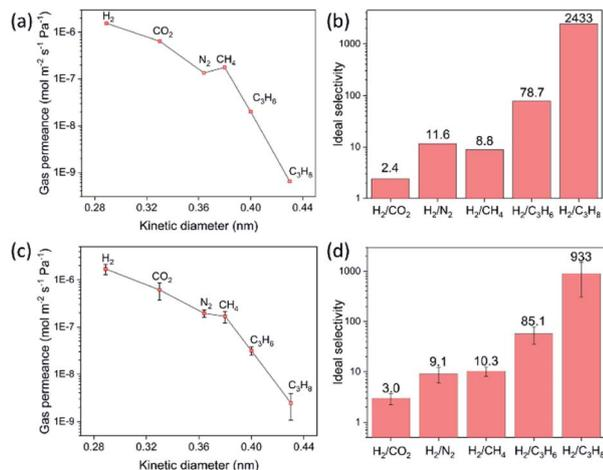 (a)
Gas permeance (mol m⁻² s⁻¹ Pa⁻¹)
1E-6
1E-7
1E-8
1E-9
H₂
CO₂
N₂ CH₄
C₃H₆
C₃H₈
0.28 0.32 0.36 0.40 0.44
Kinetic diameter (nm)
(b)
Ideal selectivity
1000
100
10
1
2.4
11.6
8.8
78.7
2433
H₂/CO₂ H₂/N₂ H₂/CH₄ H₂/C₃H₆ H₂/C₃H₈
(c)
Gas permeance (mol m⁻² s⁻¹ Pa⁻¹)
1E-6
1E-7
1E-8
1E-9
H₂
CO₂
N₂ CH₄
C₃H₆
C₃H₈
0.28 0.32 0.36 0.40 0.44
Kinetic diameter (nm)
(d)
Ideal selectivity
1000
100
10
1
3.0
9.1
10.3
85.1
933
H₂/CO₂ H₂/N₂ H₂/CH₄ H₂/C₃H₆ H₂/C₃H₈